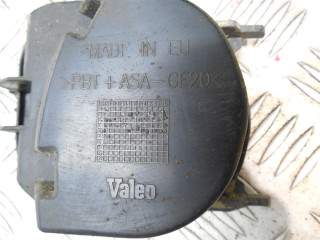 MADE IN EU
>PBT+ASA-GF20<
Valeo